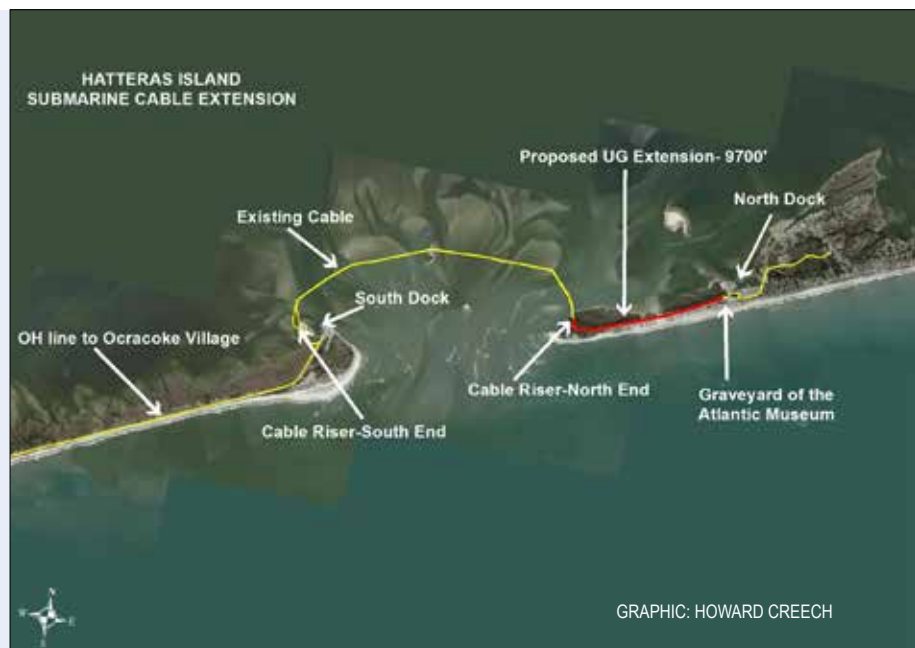 HATTERAS ISLAND
SUBMARINE CABLE EXTENSION
Proposed UG Extension- 9700'
North Dock
Existing Cable
South Dock
OH line to Ocracoke Village
Cable Riser-North End
Graveyard of the
Atlantic Museum
Cable Riser-South End
N
W
E
S
GRAPHIC: HOWARD CREECH